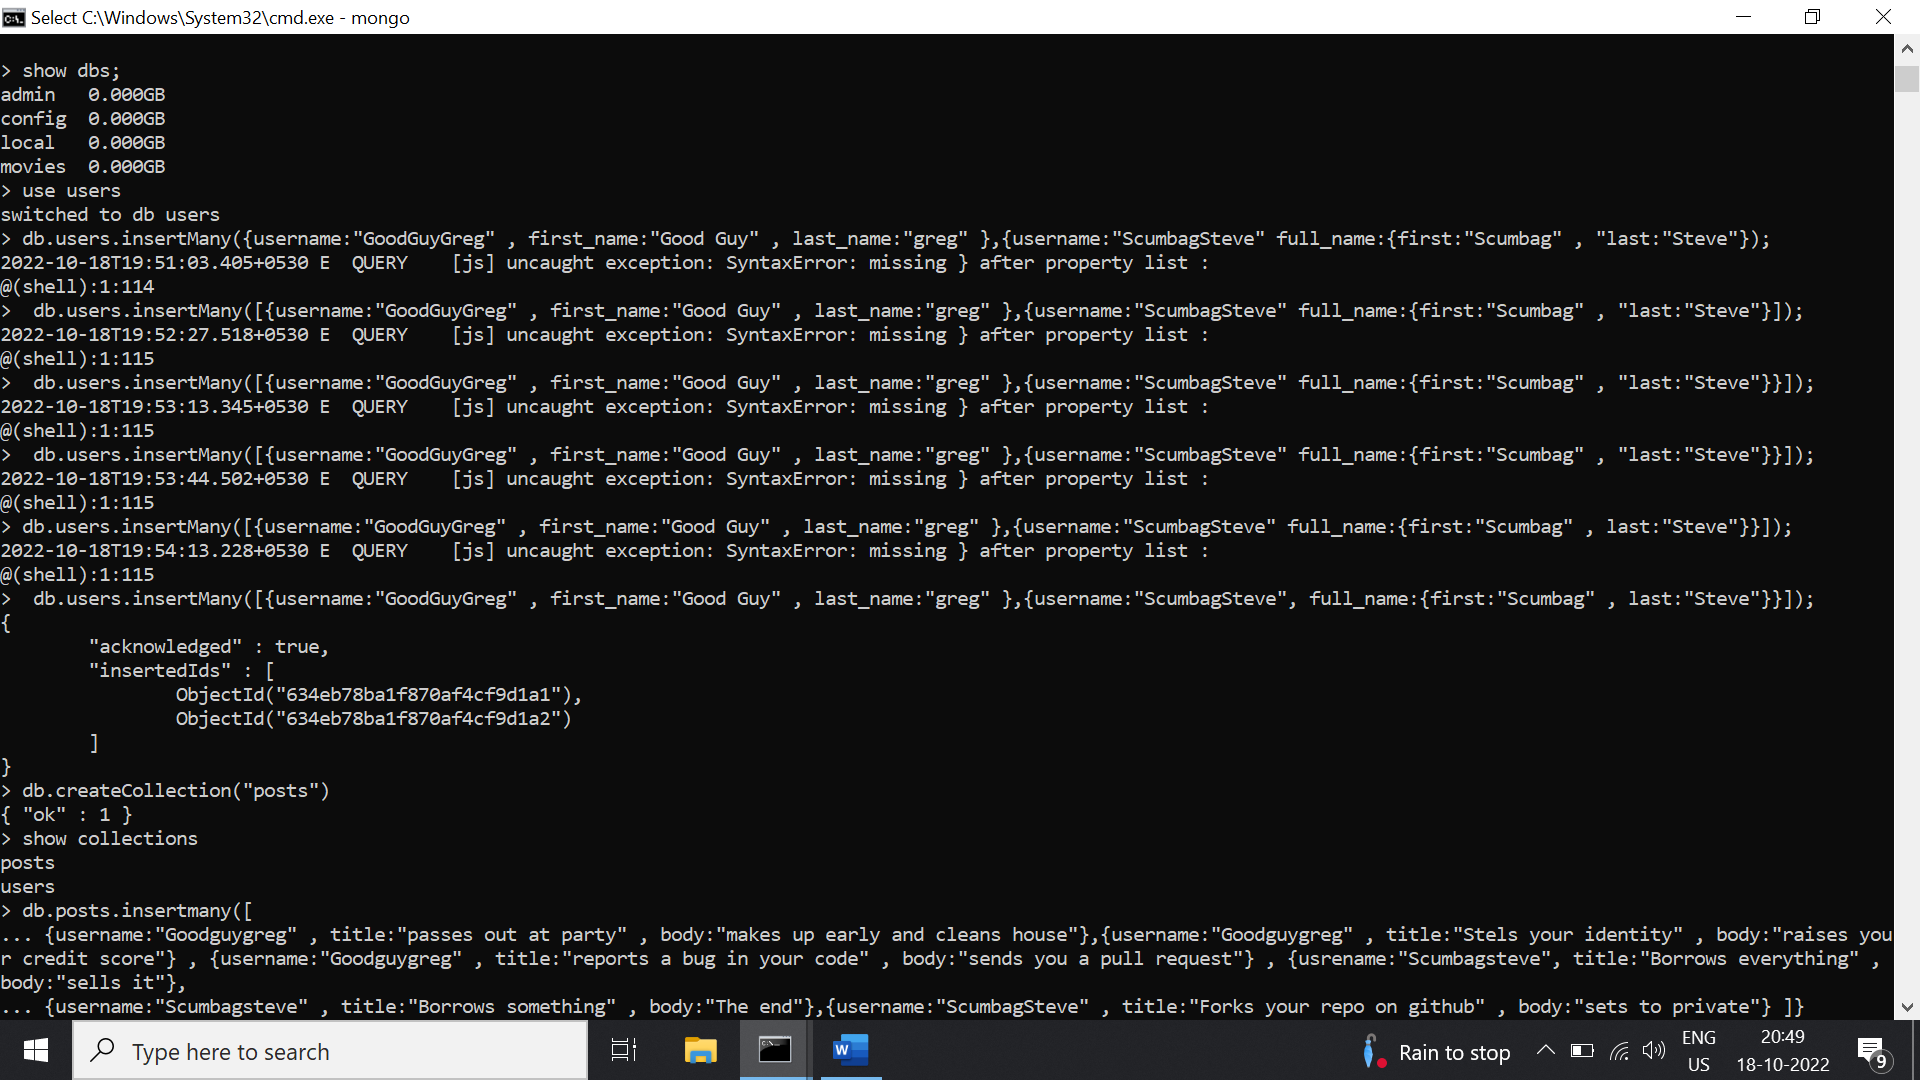 Select C:\Windows\System32\cmd.exe - mongo
> show dbs;
admin   0.000GB
config  0.000GB
local   0.000GB
movies  0.000GB
> use users
switched to db users
> db.users.insertMany({username:"GoodGuyGreg" , first_name:"Good Guy" , last_name:"greg" },{username:"ScumbagSteve" full_name:{first:"Scumbag" , "last:"Steve"});
2022-10-18T19:51:03.405+0530 E  QUERY    [js] uncaught exception: SyntaxError: missing } after property list :
@(shell):1:114
>  db.users.insertMany([{username:"GoodGuyGreg" , first_name:"Good Guy" , last_name:"greg" },{username:"ScumbagSteve" full_name:{first:"Scumbag" , "last:"Steve"}]);
2022-10-18T19:52:27.518+0530 E  QUERY    [js] uncaught exception: SyntaxError: missing } after property list :
@(shell):1:115
>  db.users.insertMany([{username:"GoodGuyGreg" , first_name:"Good Guy" , last_name:"greg" },{username:"ScumbagSteve" full_name:{first:"Scumbag" , "last:"Steve"}}]);
2022-10-18T19:53:13.345+0530 E  QUERY    [js] uncaught exception: SyntaxError: missing } after property list :
@(shell):1:115
>  db.users.insertMany([{username:"GoodGuyGreg" , first_name:"Good Guy" , last_name:"greg" },{username:"ScumbagSteve" full_name:{first:"Scumbag" , "last:"Steve"}}]);
2022-10-18T19:53:44.502+0530 E  QUERY    [js] uncaught exception: SyntaxError: missing } after property list :
@(shell):1:115
> db.users.insertMany([{username:"GoodGuyGreg" , first_name:"Good Guy" , last_name:"greg" },{username:"ScumbagSteve" full_name:{first:"Scumbag" , last:"Steve"}}]);
2022-10-18T19:54:13.228+0530 E  QUERY    [js] uncaught exception: SyntaxError: missing } after property list :
@(shell):1:115
>  db.users.insertMany([{username:"GoodGuyGreg" , first_name:"Good Guy" , last_name:"greg" },{username:"ScumbagSteve", full_name:{first:"Scumbag" , last:"Steve"}}]);
{
        "acknowledged" : true,
        "insertedIds" : [
                ObjectId("634eb78ba1f870af4cf9d1a1"),
                ObjectId("634eb78ba1f870af4cf9d1a2")
        ]
}
> db.createCollection("posts")
{ "ok" : 1 }
> show collections
posts
users
> db.posts.insertmany([
... {username:"Goodguygreg" , title:"passes out at party" , body:"makes up early and cleans house"},{username:"Goodguygreg" , title:"Stels your identity" , body:"raises you
r credit score"} , {username:"Goodguygreg" , title:"reports a bug in your code" , body:"sends you a pull request"} , {usrename:"Scumbagsteve", title:"Borrows everything" ,
body:"sells it"},
... {username:"Scumbagsteve" , title:"Borrows something" , body:"The end"},{username:"ScumbagSteve" , title:"Forks your repo on github" , body:"sets to private"} ]}
Type here to search
Rain to stop
ENG
US
20:49
18-10-2022
9